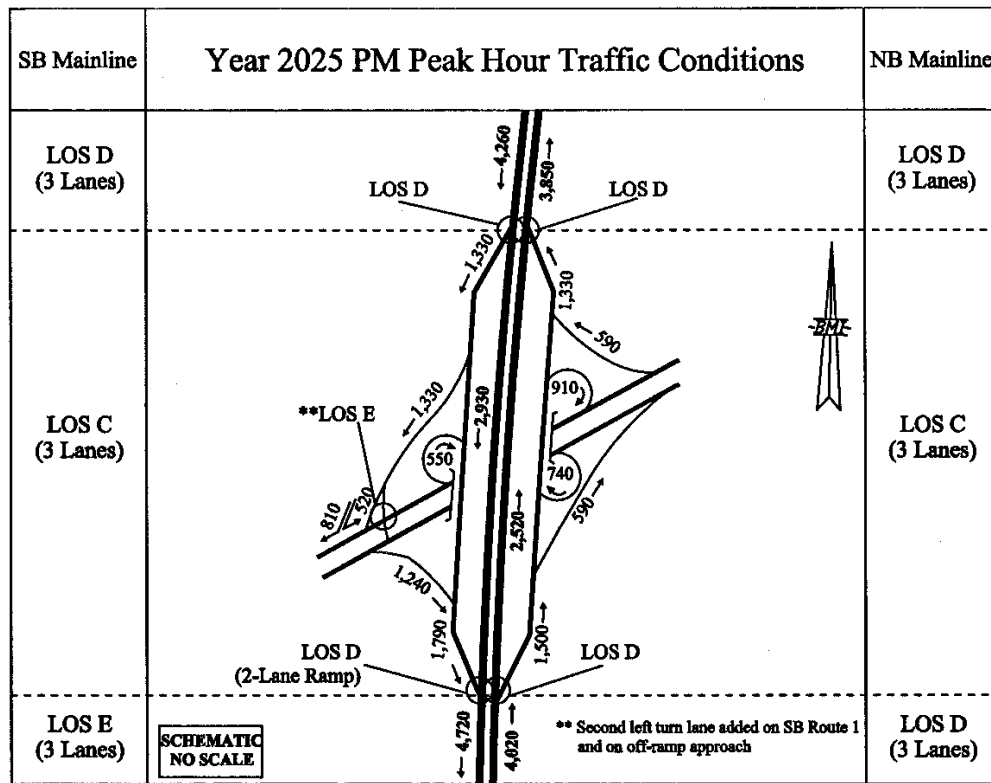 SB Mainline
Year 2025 PM Peak Hour Traffic Conditions
NB Mainline
LOS D
(3 Lanes)
←4,260
3,850→
LOS D
(3 Lanes)
LOS D
LOS D
←1,330
1,330→
←590
-BMI-
LOS C
(3 Lanes)
**LOS E
←1,330
←2,930
910
LOS C
(3 Lanes)
550
740
←810
520→
2,520→
590→
1,240→
1,790→
1,500→
LOS D
(2-Lane Ramp)
LOS D
LOS E
(3 Lanes)
SCHEMATIC
NO SCALE
←4,720
4,020→
** Second left turn lane added on SB Route 1
and on off-ramp approach
LOS D
(3 Lanes)